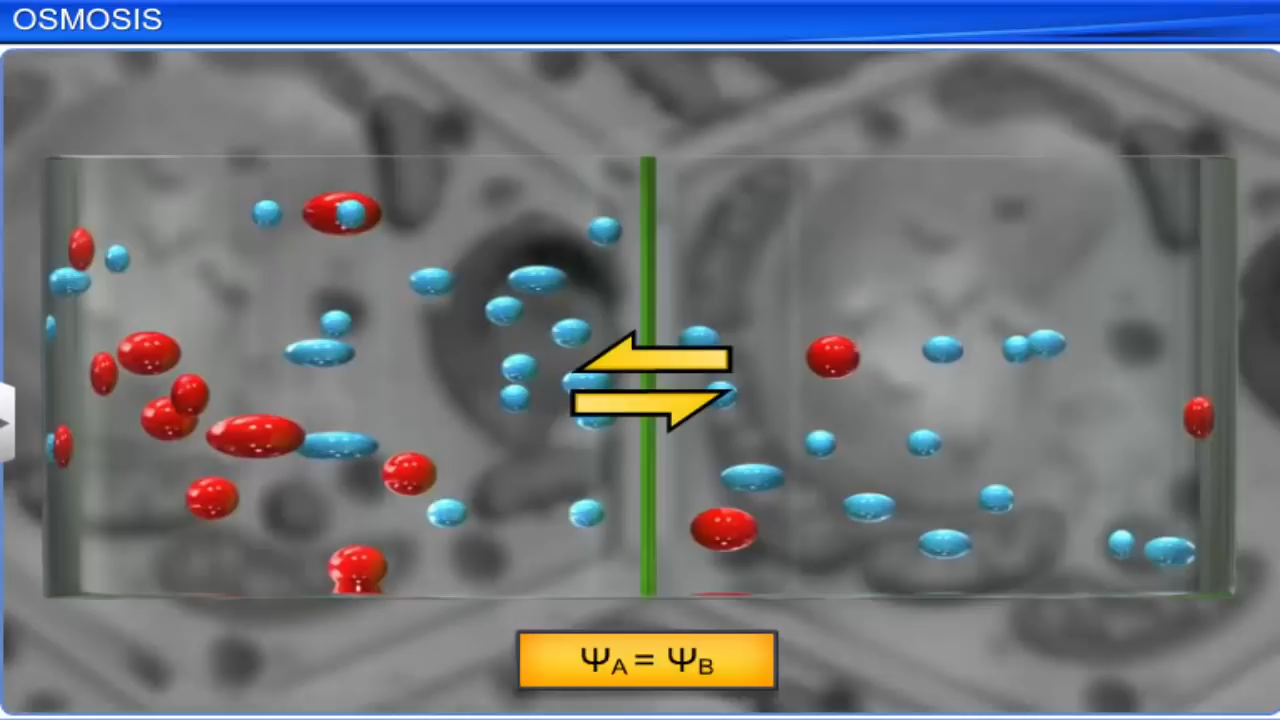 OSMOSIS
ΨA = ΨB